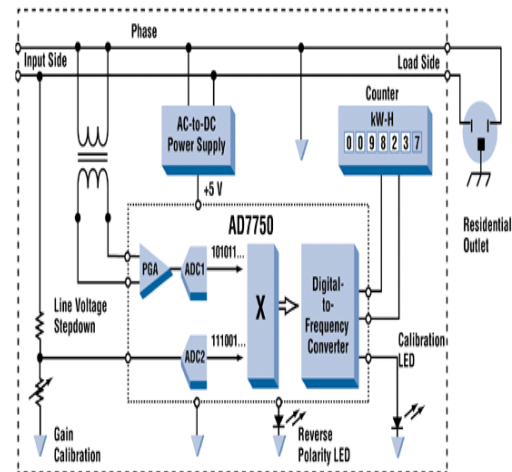 Phase
Input Side
Load Side
Counter
kW-H
0098237
AC-to-DC
Power Supply
+5 V
AD7750
Residential
Outlet
PGA
ADC1
101011...
X
Digital-
to-
Frequency
Converter
Line Voltage
Stepdown
ADC2
111001...
Calibration
LED
Gain
Calibration
Reverse
Polarity LED